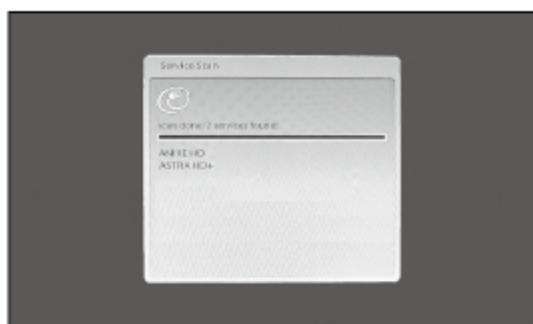 Service Scan
scan done! 2 services found!
ANIXE HD
ASTRA HD+